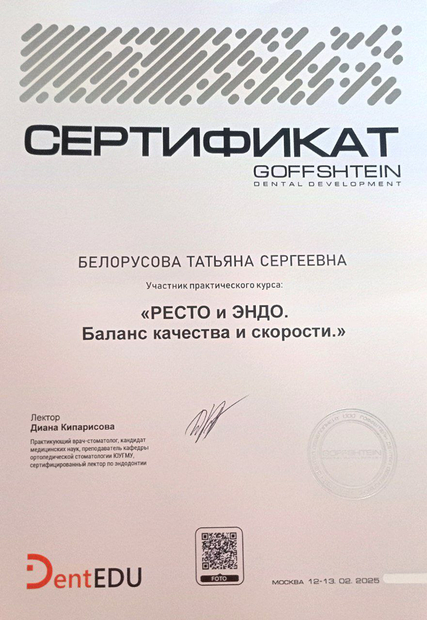 СЕРТИФИКАТ
GOFFSHTEIN
DENTAL DEVELOPMENT
БЕЛОРУСОВА ТАТЬЯНА СЕРГЕЕВНА
Участник практического курса:
«РЕСТО и ЭНДО.
Баланс качества и скорости.»
Лектор
Диана Кипарисова
Практикующий врач-стоматолог, кандидат
медицинских наук, преподаватель кафедры
ортопедической стоматологии ЮУГМУ,
сертифицированный лектор по эндодонтии
GOFFSHTEIN
DentEDU
FOTO
МОСКВА 12-13. 02. 2025